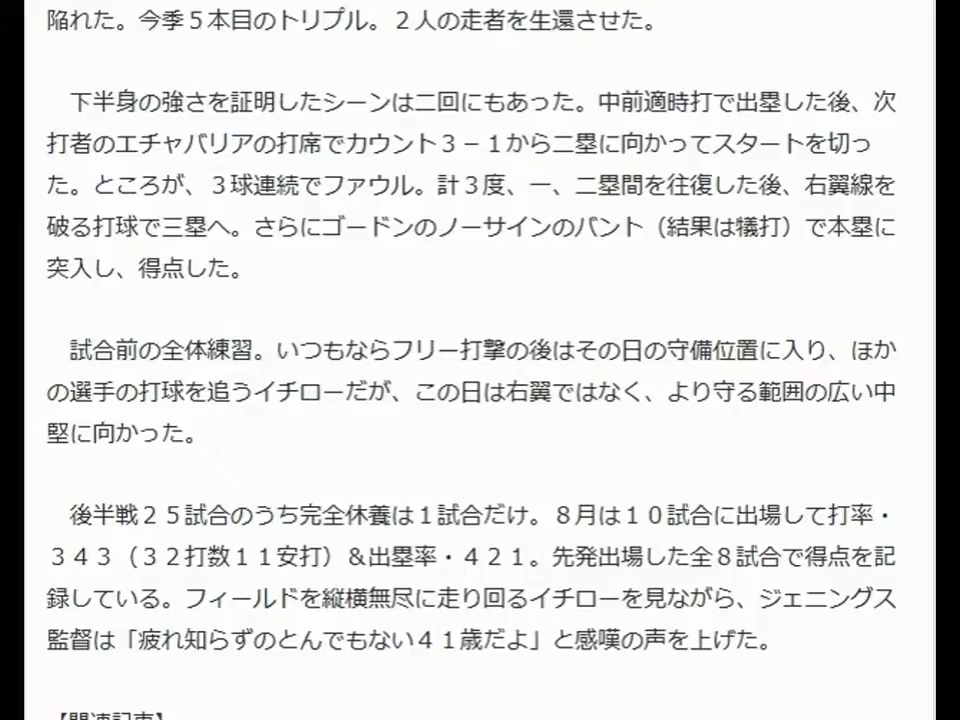 陥れた。今季５本目のトリプル。２人の走者を生還させた。
　下半身の強さを証明したシーンは二回にもあった。中前適時打で出塁した後、次
打者のエチャバリアの打席でカウント３－１から二塁に向かってスタートを切っ
た。ところが、３球連続でファウル。計３度、一、二塁間を往復した後、右翼線を
破る打球で三塁へ。さらにゴードンのノーサインのバント（結果は犠打）で本塁に
突入し、得点した。
　試合前の全体練習。いつもならフリー打撃の後はその日の守備位置に入り、ほか
の選手の打球を追うイチローだが、この日は右翼ではなく、より守る範囲の広い中
堅に向かった。
　後半戦２５試合のうち完全休養は１試合だけ。８月は１０試合に出場して打率・
３４３（３２打数１１安打）＆出塁率・４２１。先発出場した全８試合で得点を記
録している。フィールドを縦横無尽に走り回るイチローを見ながら、ジェニングス
監督は「疲れ知らずのとんでもない４１歳だよ」と感嘆の声を上げた。
【関連記事】